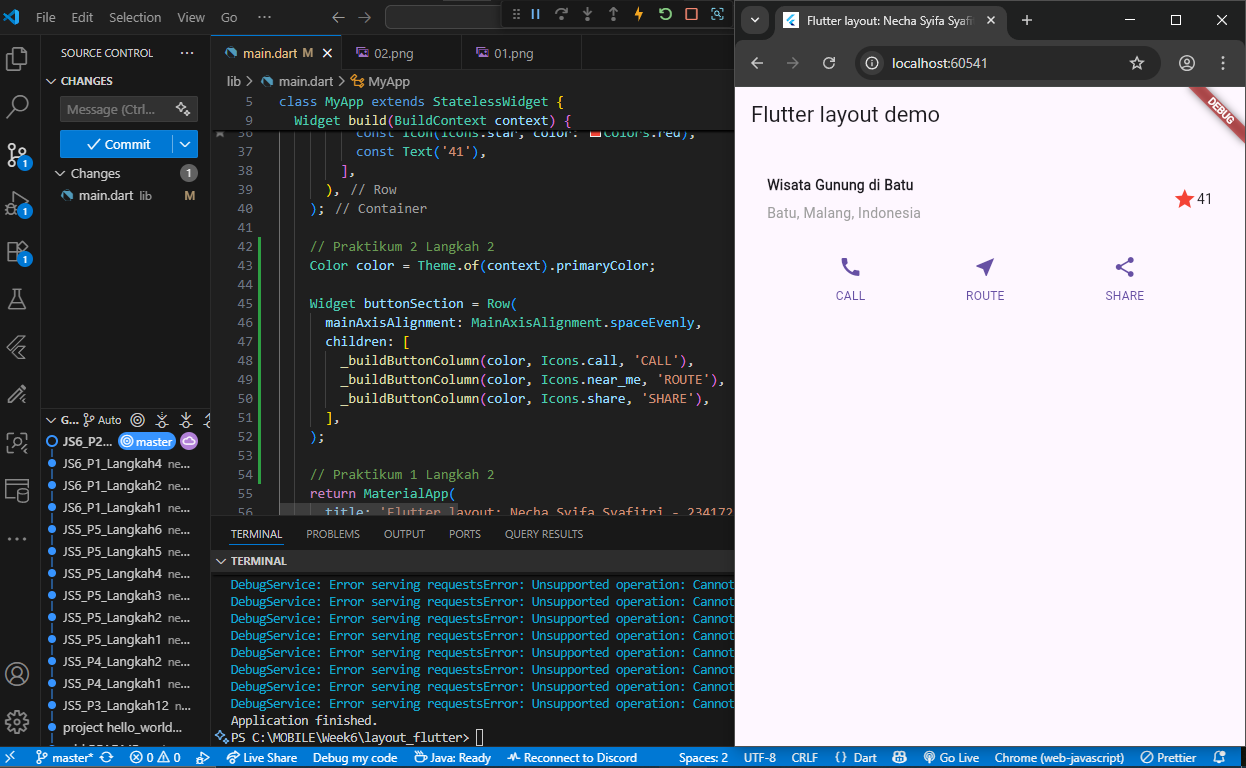 File Edit Selection View Go ···
Flutter layout: Necha Syifa Syafi
SOURCE CONTROL ···
main.dart M
02.png
01.png
localhost:60541
CHANGES
lib > main.dart > MyApp
Message (Ctrl...
5 class MyApp extends StatelessWidget {
9 Widget build(BuildContext context) {
Flutter layout demo
DEBUG
36 const Icon(Icons.star, color: Colors.red),
Commit
37 const Text('41'),
38 ],
Changes 1
39 ), // Row
main.dart lib M
40 ); // Container
41
42 // Praktikum 2 Langkah 2
43 Color color = Theme.of(context).primaryColor;
44
45 Widget buttonSection = Row(
46 mainAxisAlignment: MainAxisAlignment.spaceEvenly,
47 children: [
48 _buildButtonColumn(color, Icons.call, 'CALL'),
49 _buildButtonColumn(color, Icons.near_me, 'ROUTE'),
50 _buildButtonColumn(color, Icons.share, 'SHARE'),
51 ],
52 );
53
54 // Praktikum 1 Langkah 2
55 return MaterialApp(
56 title: 'Flutter layout: Necha Syifa Syafitri - 234172
Wisata Gunung di Batu
Batu, Malang, Indonesia
41
CALL ROUTE SHARE
1
1
1
G... Auto
JS6_P2... master
JS6_P1_Langkah4 ne...
JS6_P1_Langkah2 ne...
JS6_P1_Langkah1 ne...
JS5_P5_Langkah6 ne...
JS5_P5_Langkah5 ne...
JS5_P5_Langkah4 ne...
JS5_P5_Langkah3 ne...
JS5_P5_Langkah2 ne...
JS5_P5_Langkah1 ne...
JS5_P4_Langkah2 ne...
JS5_P4_Langkah1 ne...
JS5_P3_Langkah12 n...
project hello_world...
TERMINAL PROBLEMS OUTPUT PORTS QUERY RESULTS
TERMINAL
DebugService: Error serving requestsError: Unsupported operation: Cannot
DebugService: Error serving requestsError: Unsupported operation: Cannot
DebugService: Error serving requestsError: Unsupported operation: Cannot
DebugService: Error serving requestsError: Unsupported operation: Cannot
DebugService: Error serving requestsError: Unsupported operation: Cannot
DebugService: Error serving requestsError: Unsupported operation: Cannot
DebugService: Error serving requestsError: Unsupported operation: Cannot
DebugService: Error serving requestsError: Unsupported operation: Cannot
Application finished.
PS C:\MOBILE\Week6\layout_flutter>
master* 0 0 Live Share Debug my code Java: Ready Reconnect to Discord Spaces: 2 UTF-8 CRLF {} Dart Go Live Chrome (web-javascript) Prettier